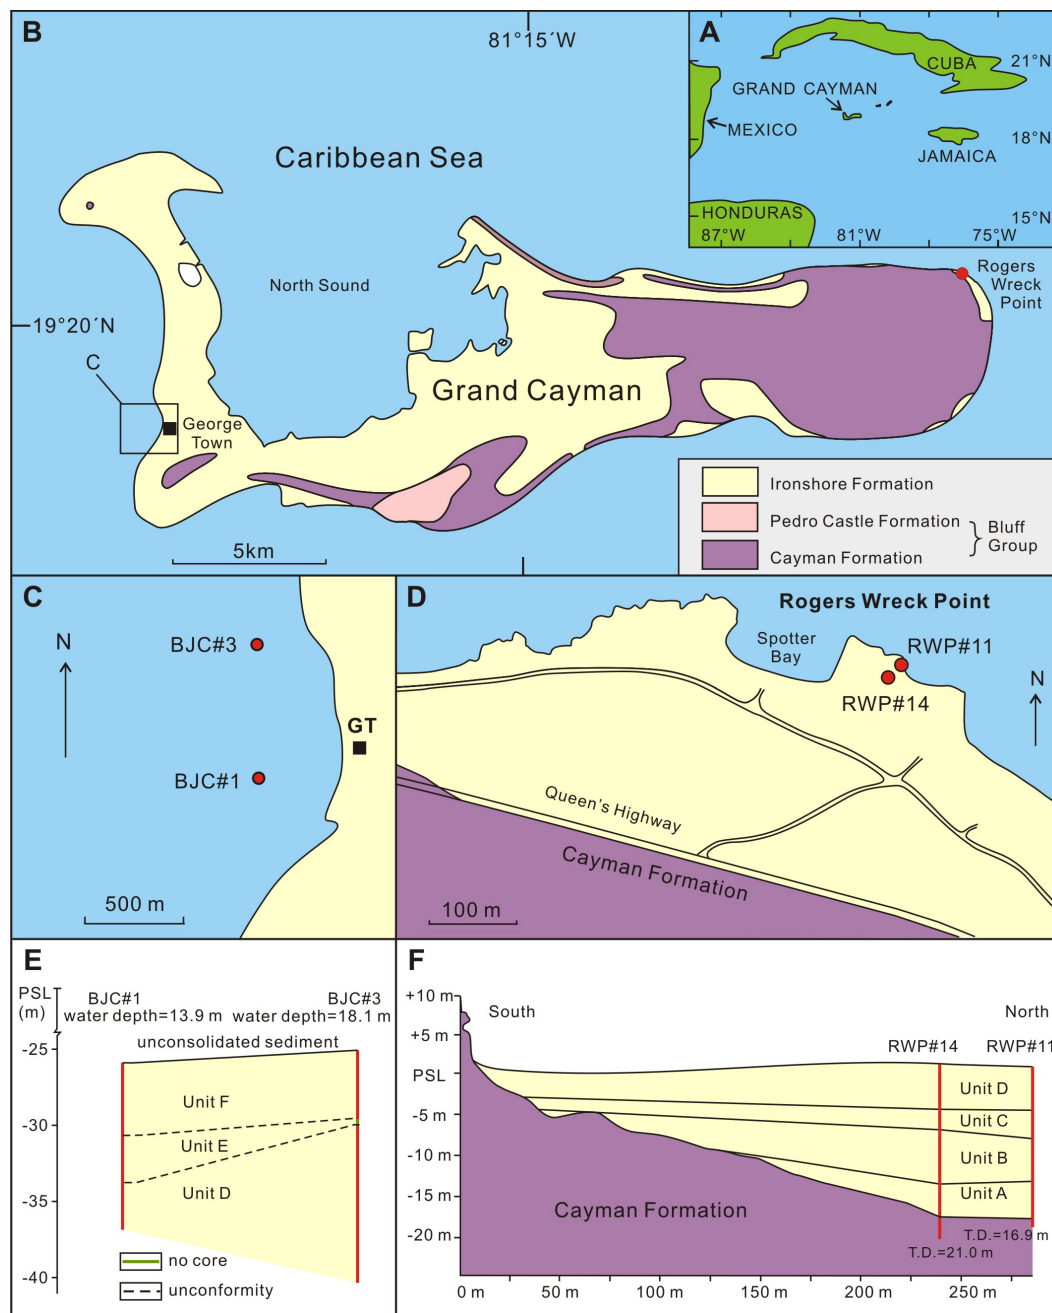 B
81°15´W
A
CUBA
21°N
GRAND CAYMAN
MEXICO
18°N
JAMAICA
HONDURAS
15°N
87°W
81°W
75°W
Caribbean Sea
North Sound
Rogers
Wreck
Point
19°20´N
C
Grand Cayman
George
Town
5km
Ironshore Formation
Pedro Castle Formation
Cayman Formation
Bluff
Group
C
N
BJC#3
GT
BJC#1
500 m
D
Rogers Wreck Point
Spotter
Bay
RWP#11
RWP#14
N
Queen's Highway
Cayman Formation
100 m
E
PSL
(m)
BJC#1
water depth=13.9 m
BJC#3
water depth=18.1 m
unconsolidated sediment
-25
Unit F
-30
Unit E
Unit D
-35
no core
-40
unconformity
F
+10 m
South
North
+5 m
RWP#14
RWP#11
PSL
Unit D
-5 m
Unit C
-10 m
Unit B
-15 m
Unit A
Cayman Formation
-20 m
T.D.=16.9 m
T.D.=21.0 m
0 m
50 m
100 m
150 m
200 m
250 m